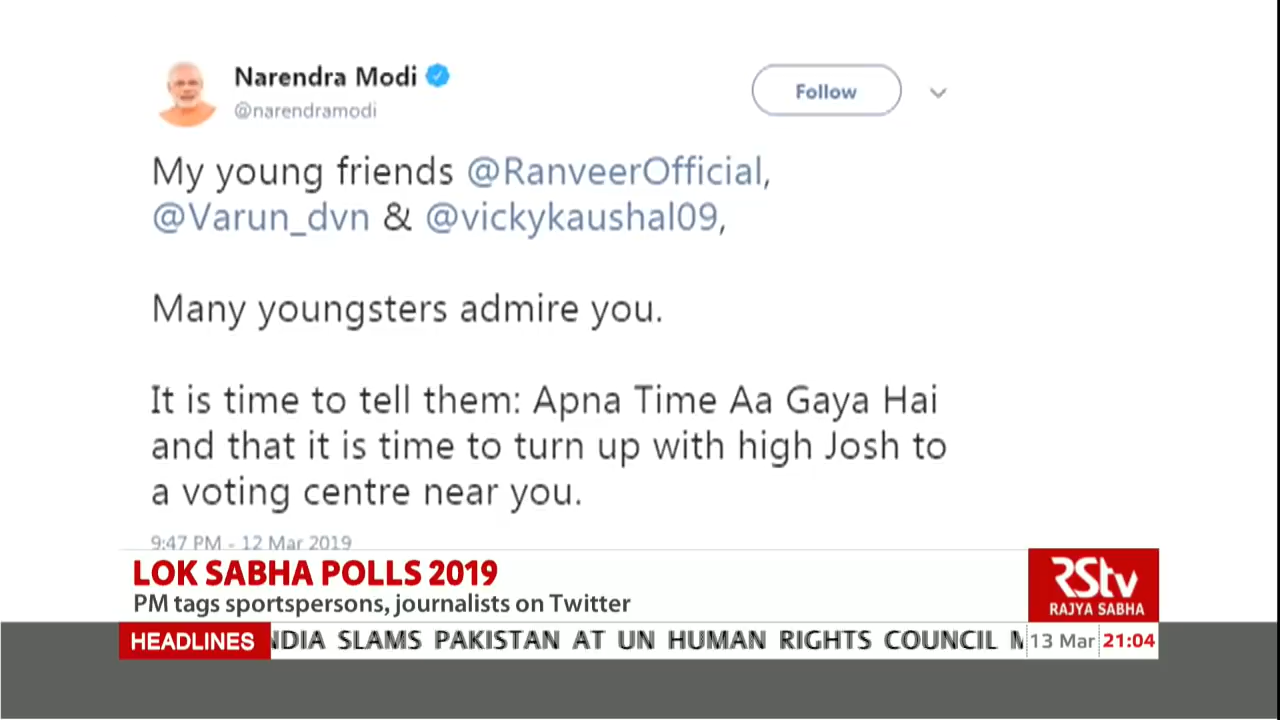 Narendra Modi
@narendramodi
Follow
My young friends @RanveerOfficial,
@Varun_dvn & @vickykaushal09,
Many youngsters admire you.
It is time to tell them: Apna Time Aa Gaya Hai
and that it is time to turn up with high Josh to
a voting centre near you.
9:47 PM - 12 Mar 2019
LOK SABHA POLLS 2019
PM tags sportspersons, journalists on Twitter
RSTV
RAJYA SABHA
HEADLINES
NDIA SLAMS PAKISTAN AT UN HUMAN RIGHTS COUNCIL
13 Mar 21:04